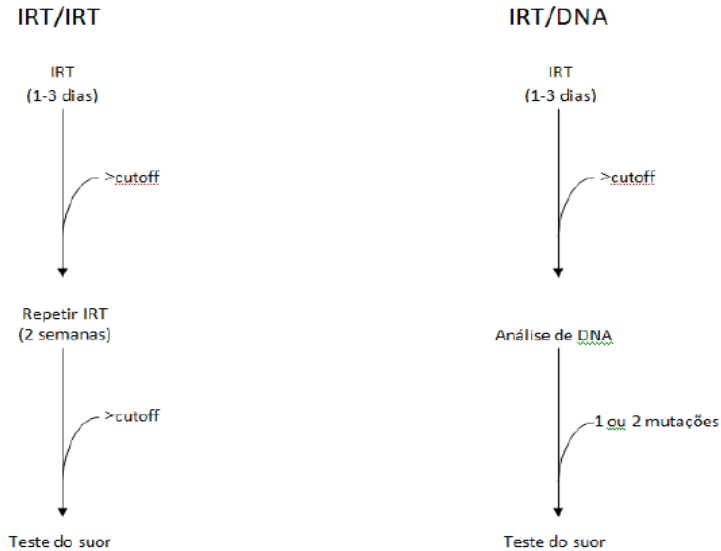 IRT/IRT
IRT
(1-3 dias)
>cutoff
Repetir IRT
(2 semanas)
>cutoff
Teste do suor
IRT/DNA
IRT
(1-3 dias)
>cutoff
Análise de DNA
1 ou 2 mutações
Teste do suor